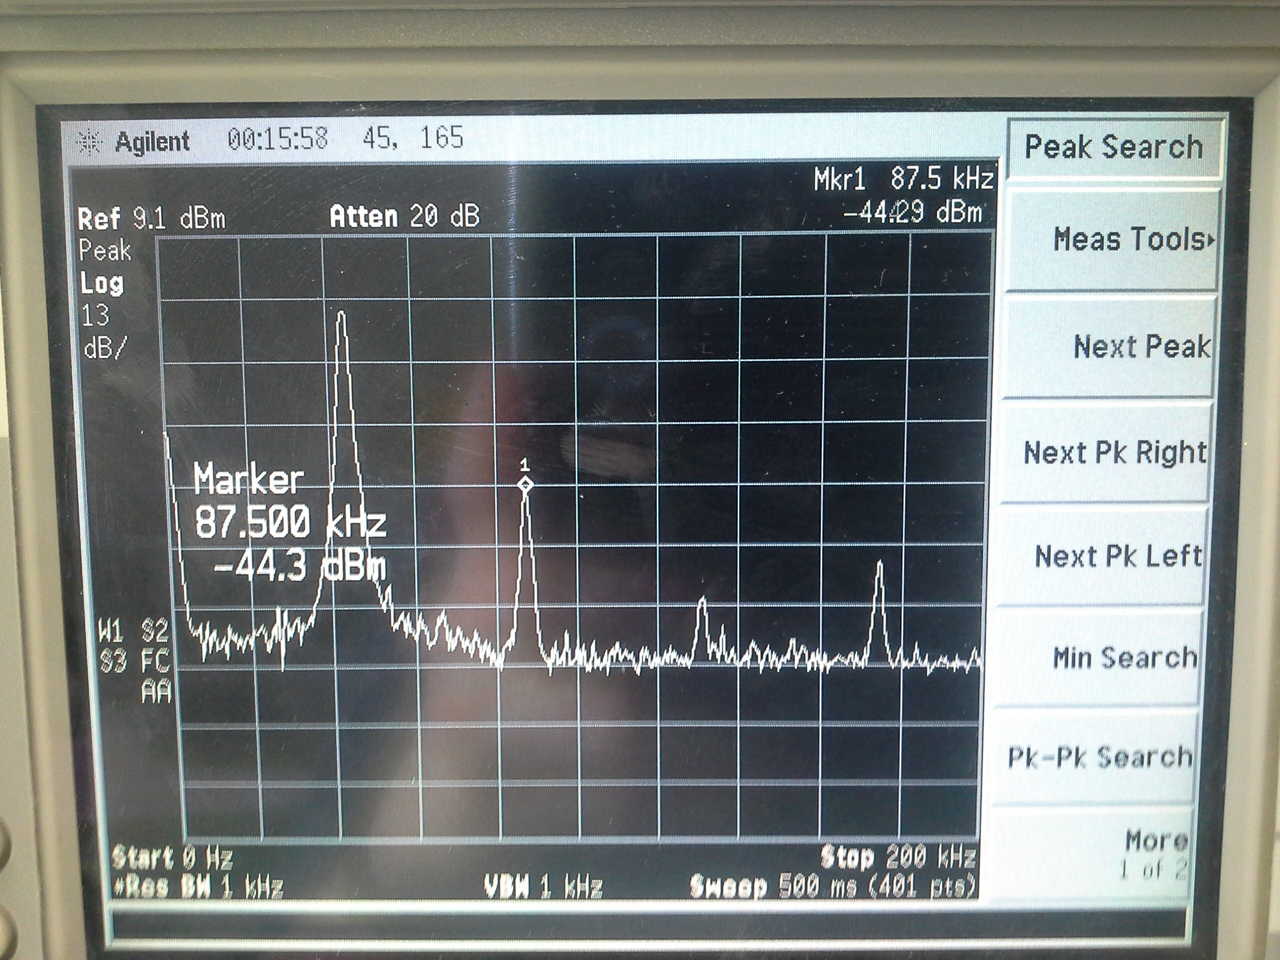 Agilent 00:15:58 45, 165
Peak Search
Mkr1 87.5 kHz
Ref 9.1 dBm Atten 20 dB -44.29 dBm
Peak
Log
13
dB/
Meas Tools
Next Peak
Next Pk Right
1
Marker
87.500 kHz
-44.3 dBm
Next Pk Left
W1 S2
S3 FC
AA
Min Search
Pk-Pk Search
More
1 of 2
Start 0 Hz Stop 200 kHz
#Res BW 1 kHz VBW 1 kHz Sweep 500 ms (401 pts)